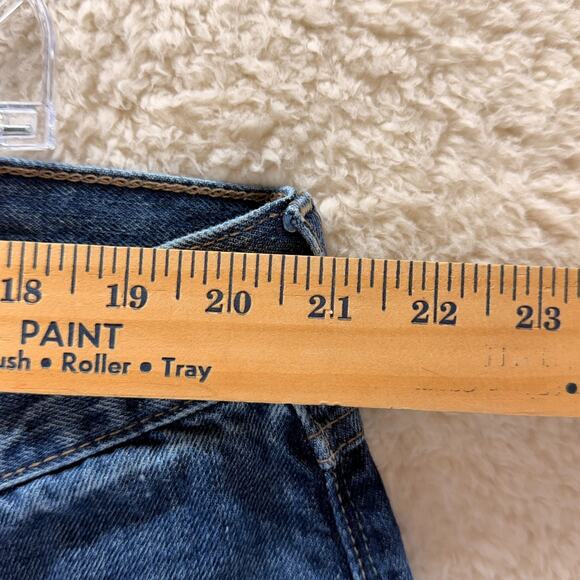 18 19 20 21 22 23
PAINT
ush • Roller • Tray